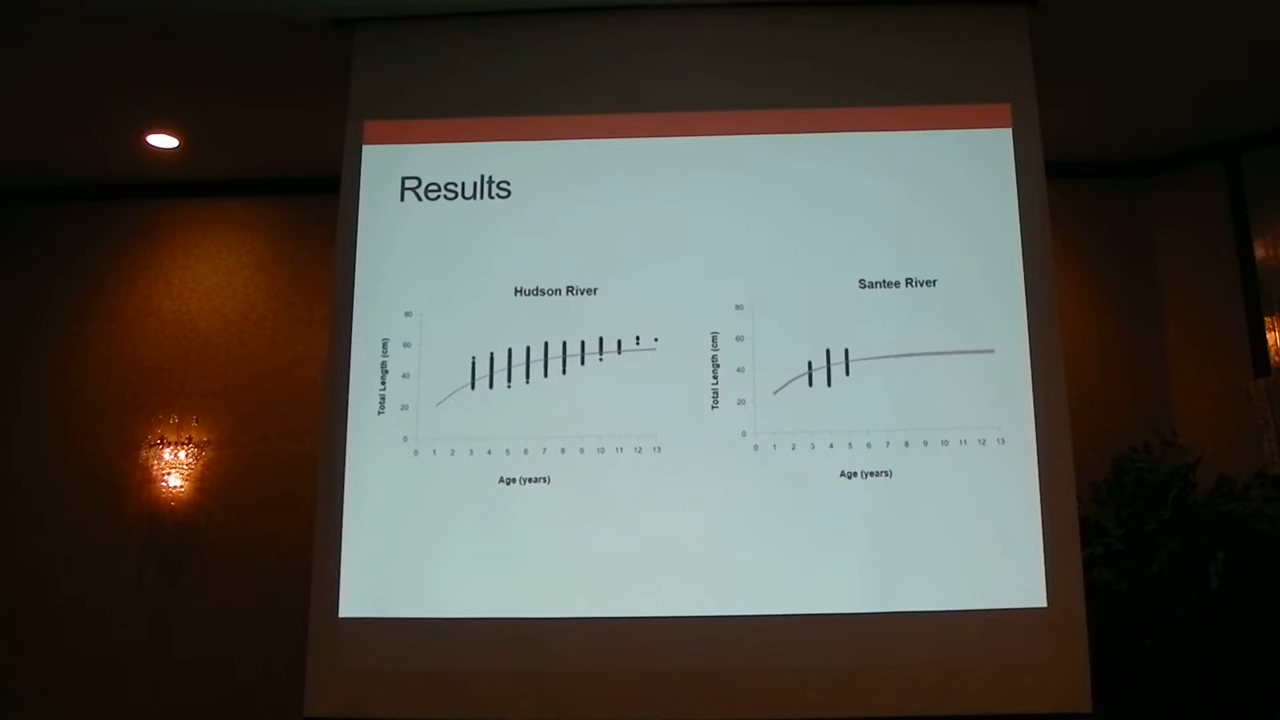 Results
Hudson River
Total Length (cm)
80
60
40
20
0
0 1 2 3 4 5 6 7 8 9 10 11 12 13
Age (years)
Santee River
Total Length (cm)
80
60
40
20
0
0 1 2 3 4 5 6 7 8 9 10 11 12 13
Age (years)